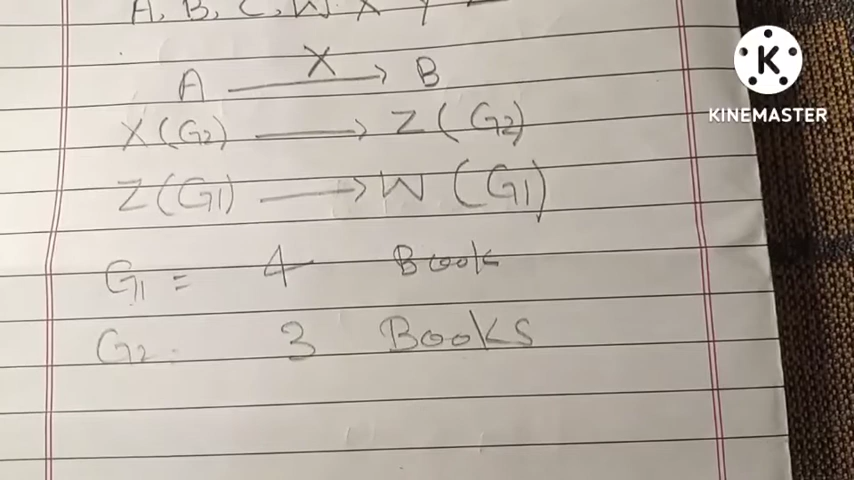 A, B, C, W, X Y Z
A —X→ B
X (G2) ⟶ Z (G2)
Z (G1) ⟶ W (G1)
G1 = 4 Book
G2 . 3 Books
K
KINEMASTER